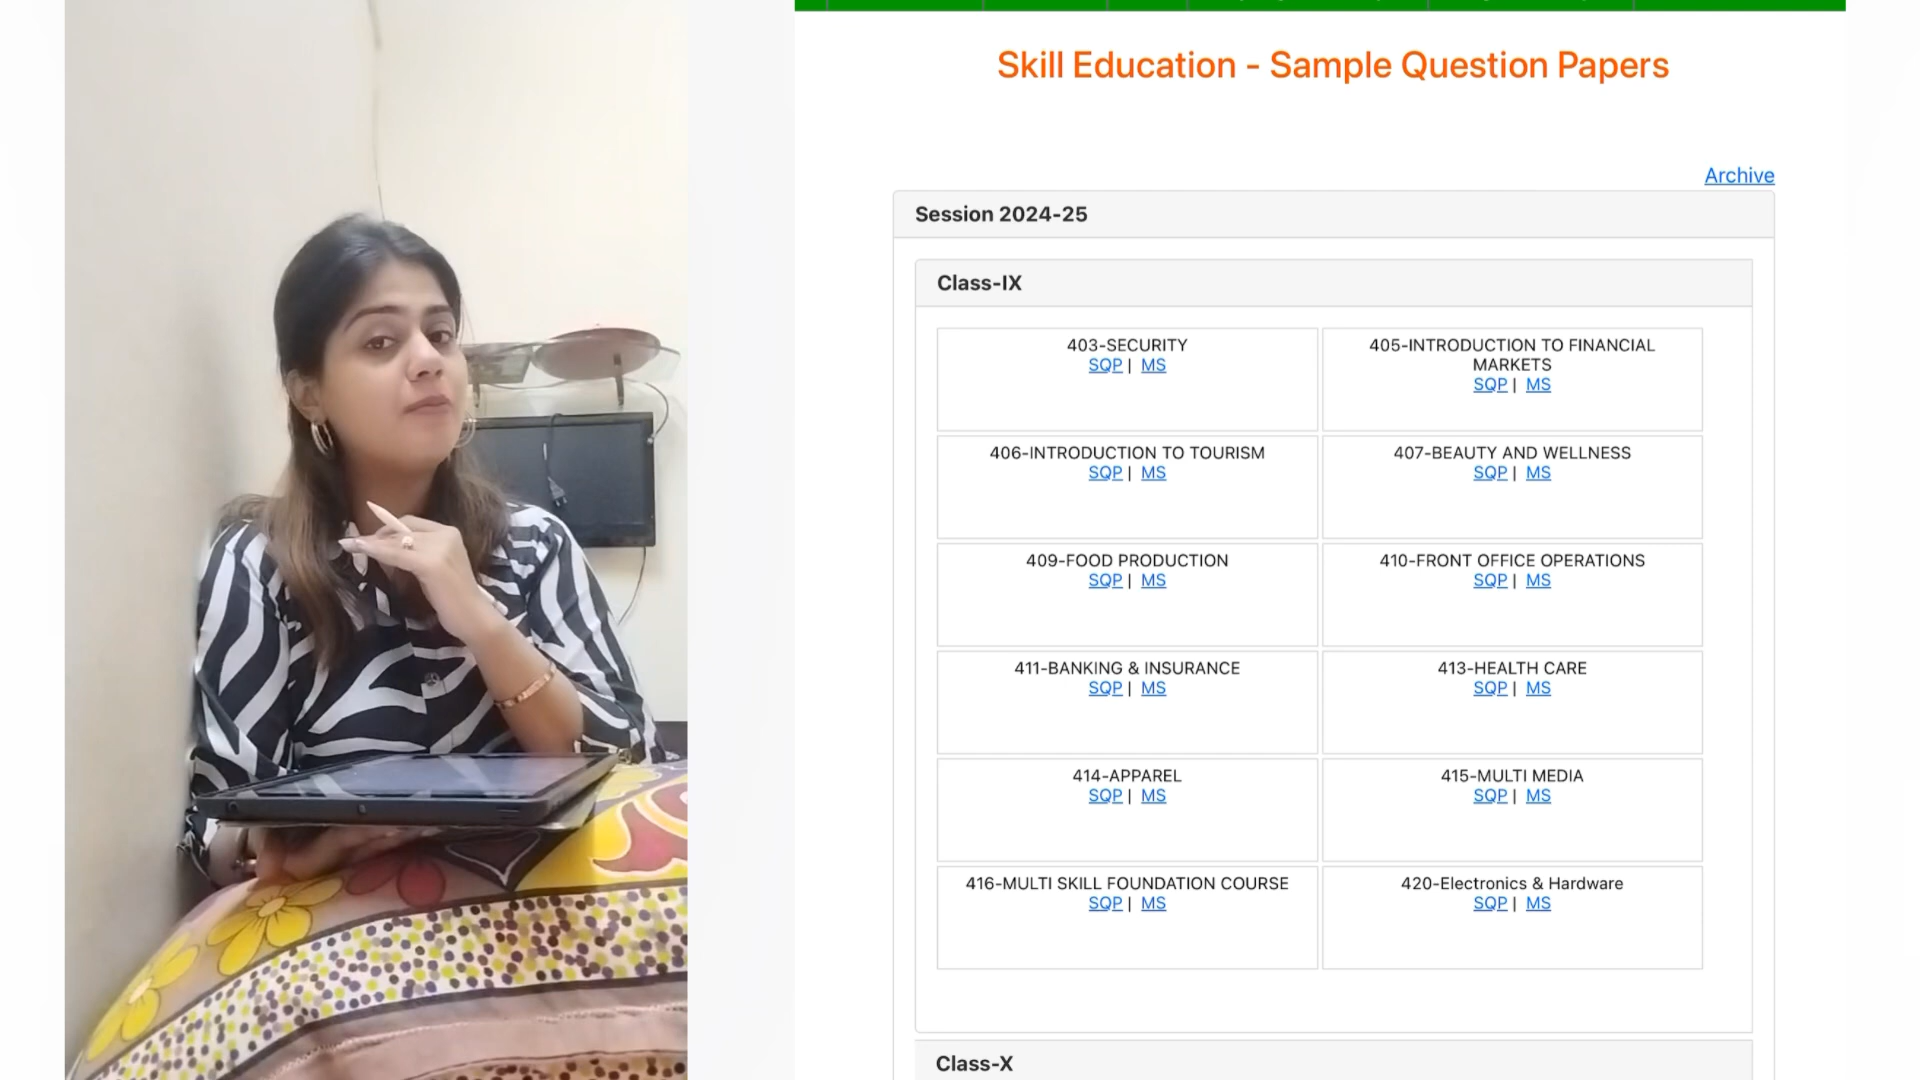 Skill Education - Sample Question Papers
Archive
Session 2024-25
Class-IX
403-SECURITY
SQP | MS
405-INTRODUCTION TO FINANCIAL
MARKETS
SQP | MS
406-INTRODUCTION TO TOURISM
SQP | MS
407-BEAUTY AND WELLNESS
SQP | MS
409-FOOD PRODUCTION
SQP | MS
410-FRONT OFFICE OPERATIONS
SQP | MS
411-BANKING & INSURANCE
SQP | MS
413-HEALTH CARE
SQP | MS
414-APPAREL
SQP | MS
415-MULTI MEDIA
SQP | MS
416-MULTI SKILL FOUNDATION COURSE
SQP | MS
420-Electronics & Hardware
SQP | MS
Class-X